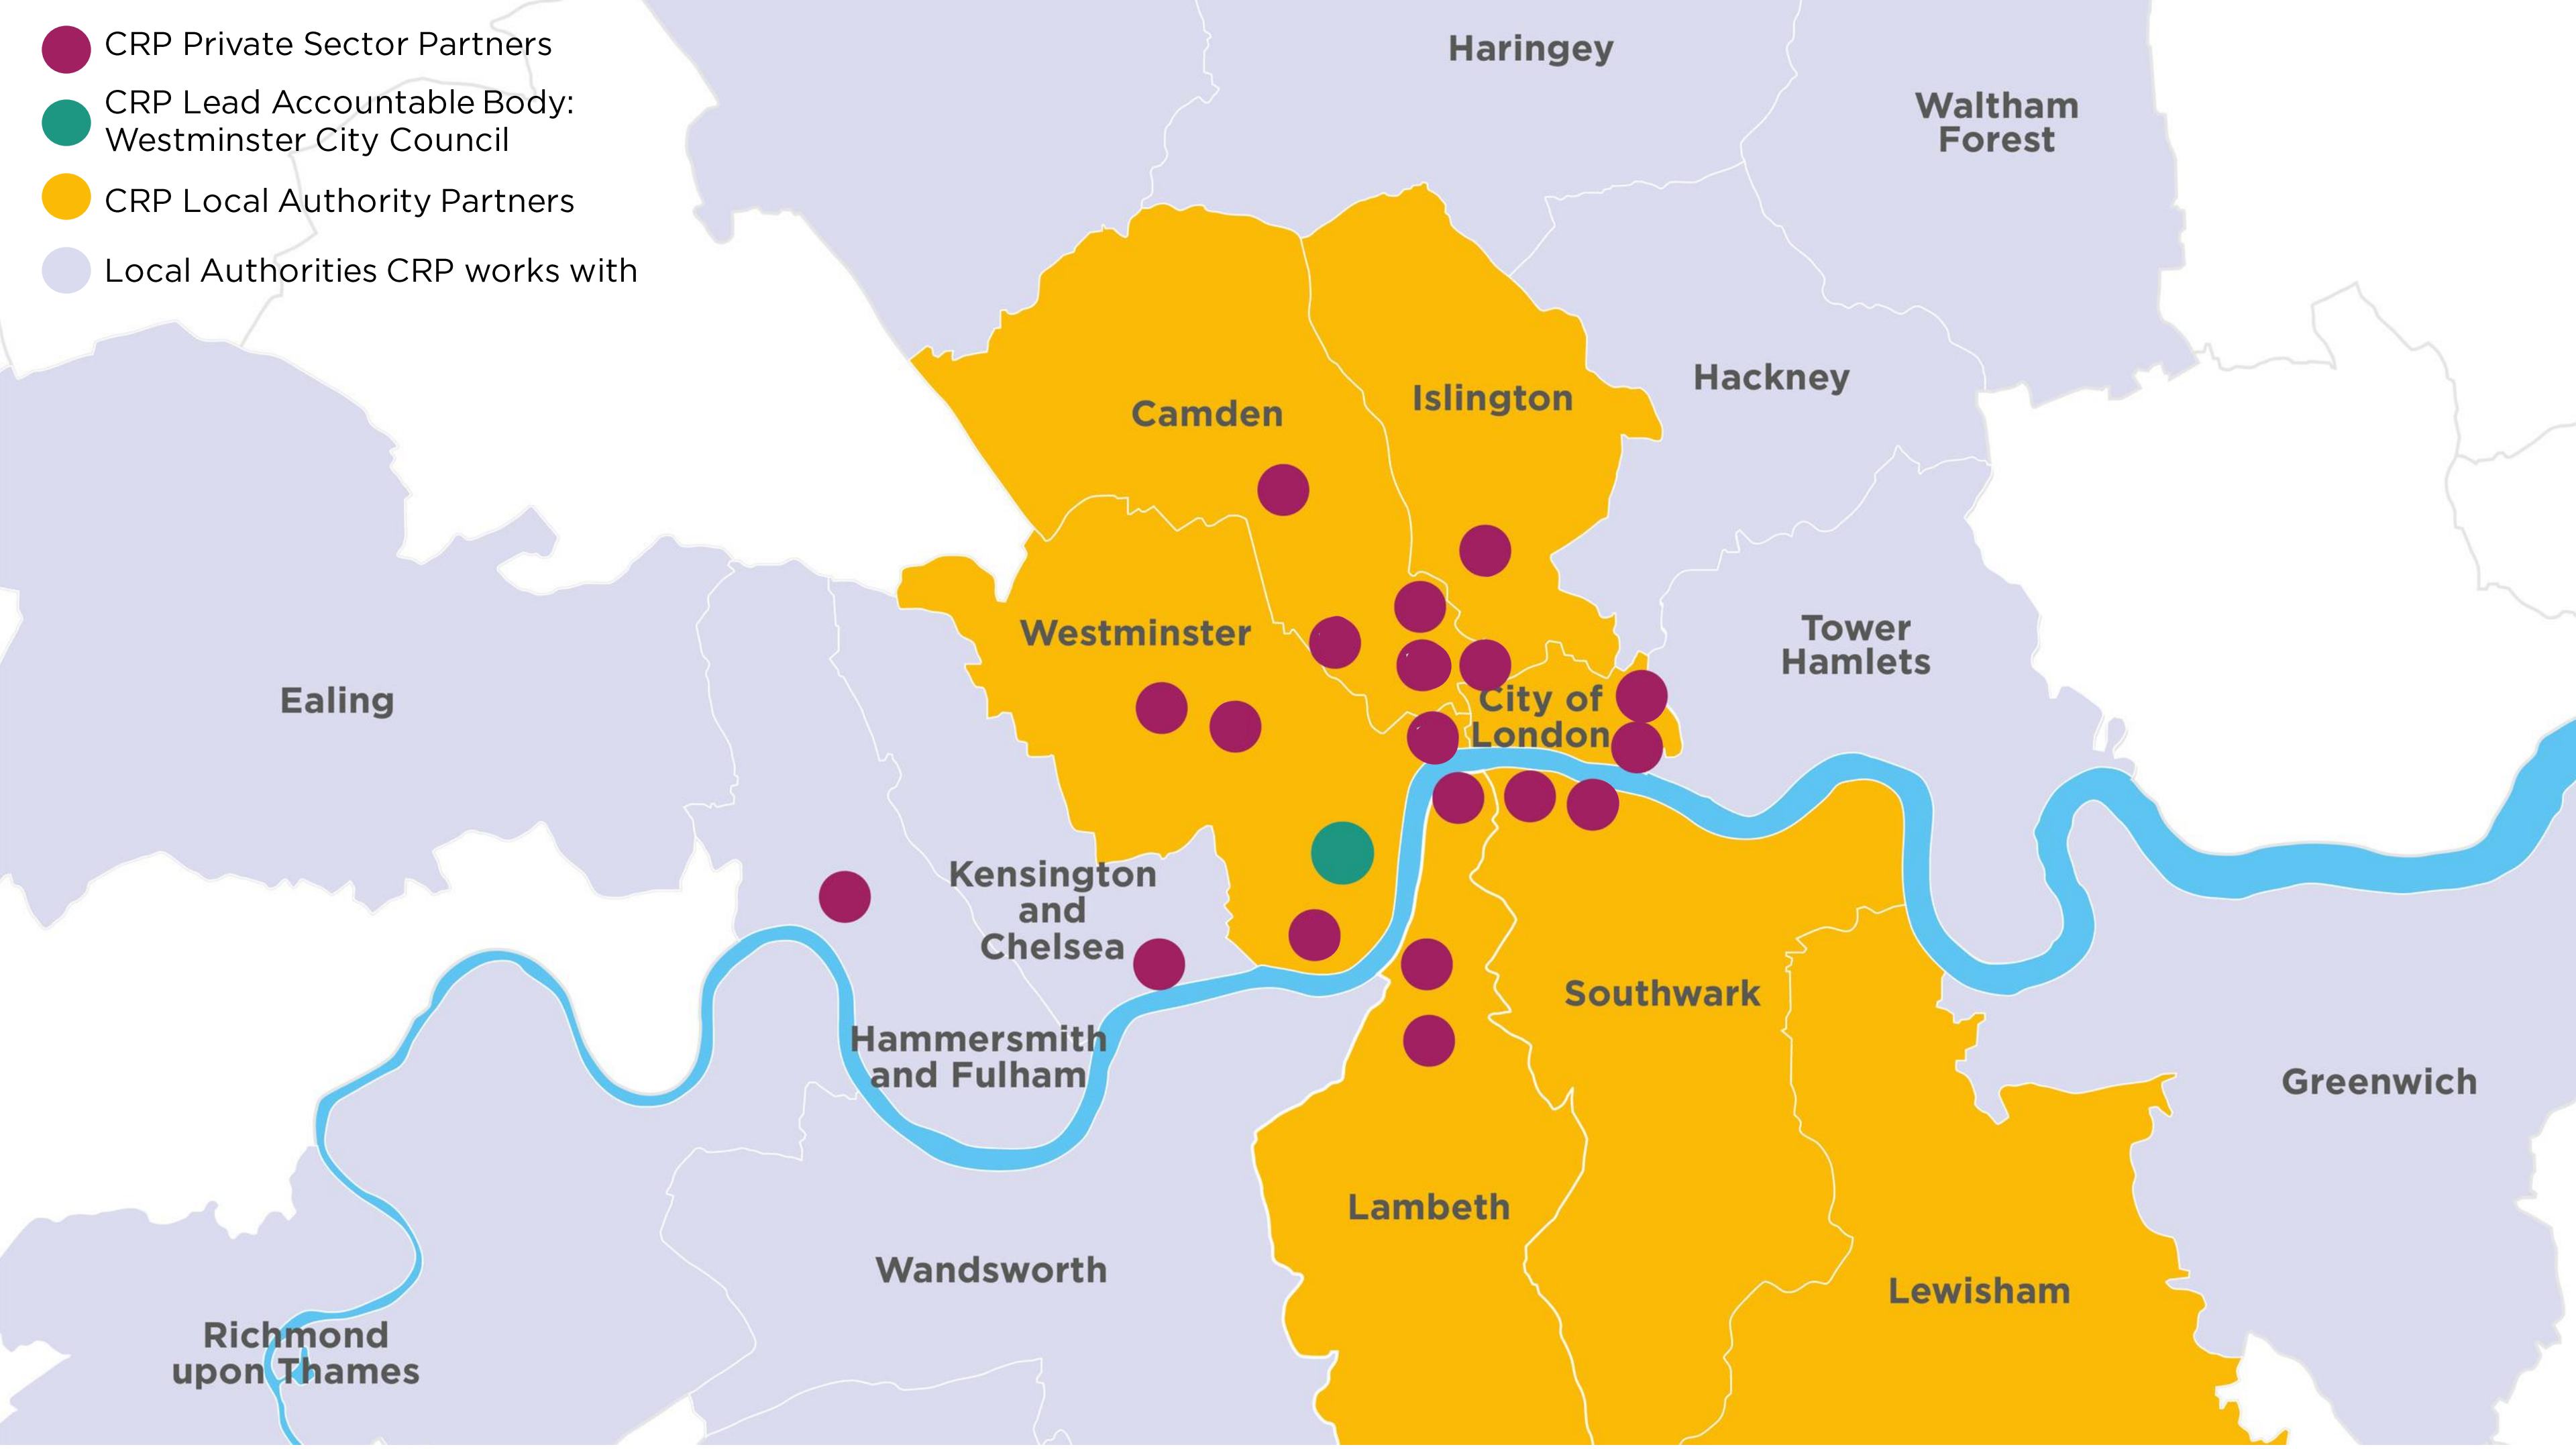 CRP Private Sector Partners
CRP Lead Accountable Body:
Westminster City Council
CRP Local Authority Partners
Local Authorities CRP works with
Haringey
Waltham
Forest
Camden
Islington
Hackney
Westminster
Tower
Hamlets
Ealing
City of
London
Kensington
and
Chelsea
Southwark
Hammersmith
and Fulham
Greenwich
Lambeth
Wandsworth
Lewisham
Richmond
upon Thames